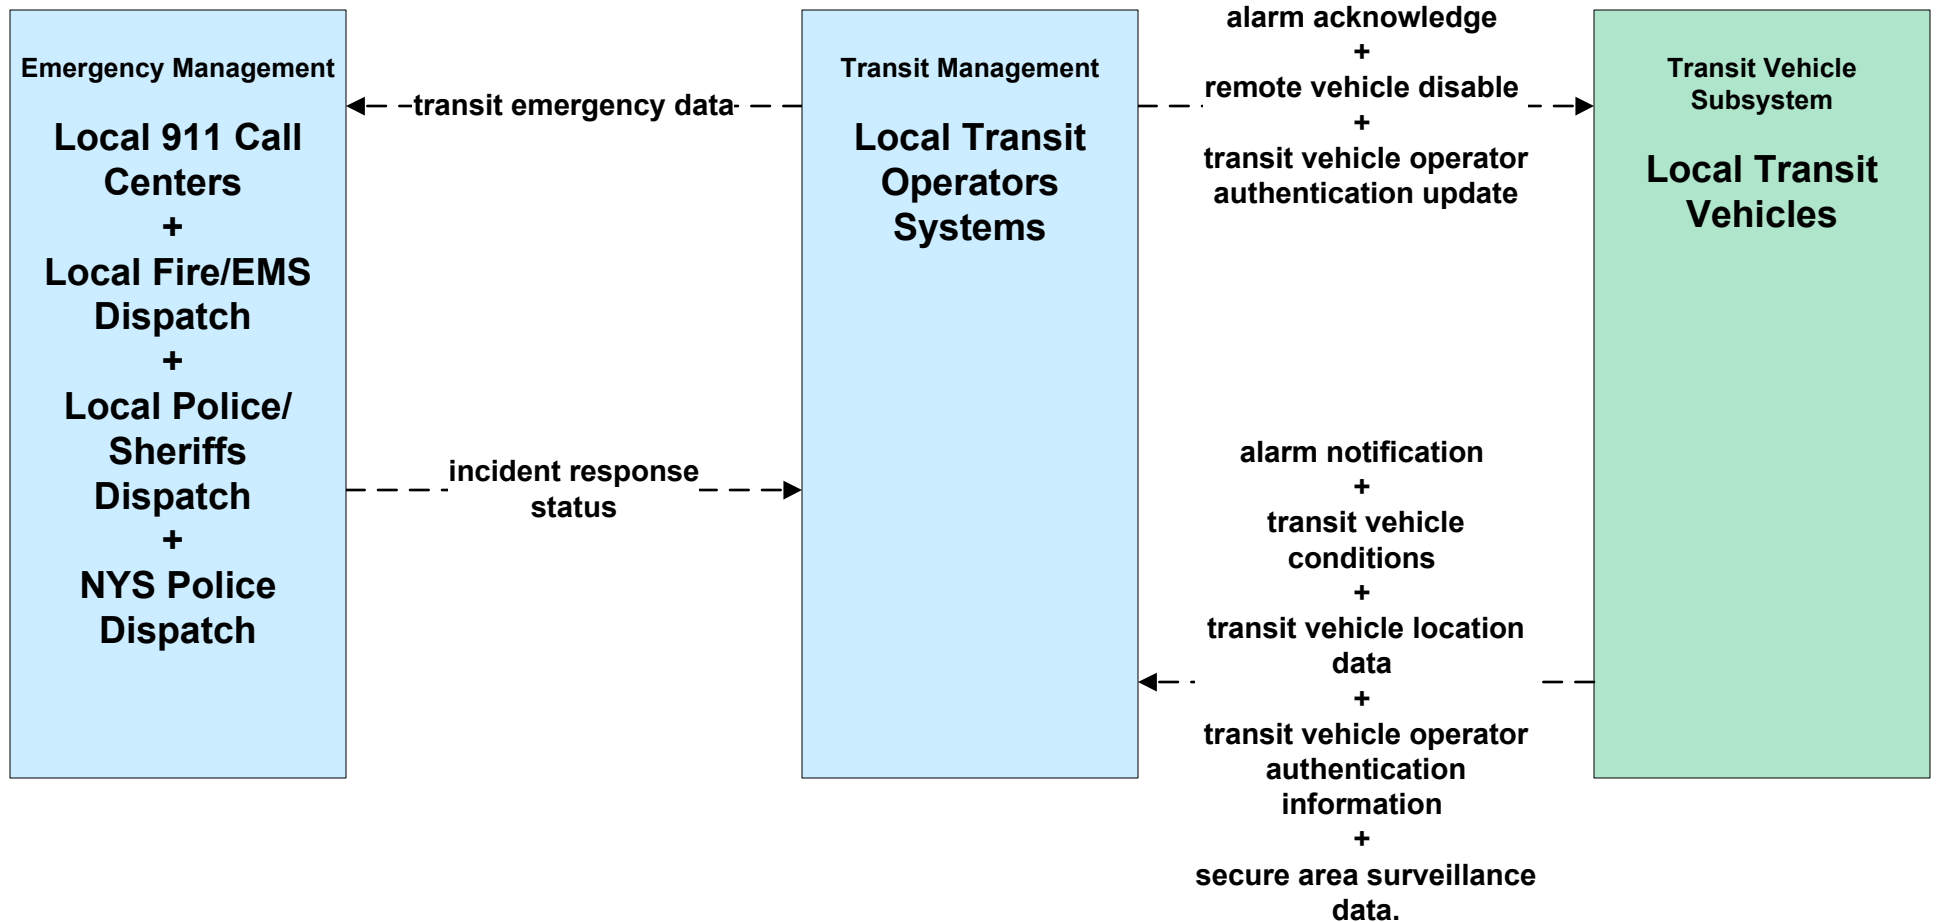 Emergency Management
Local 911 Call
Centers
+
Local Fire/EMS
Dispatch
+
Local Police/
Sheriffs
Dispatch
+
NYS Police
Dispatch
transit emergency data
incident response
status
Transit Management
Local Transit
Operators
Systems
alarm acknowledge
+
remote vehicle disable
+
transit vehicle operator
authentication update
alarm notification
+
transit vehicle
conditions
+
transit vehicle location
data
+
transit vehicle operator
authentication
information
+
secure area surveillance
data.
Transit Vehicle
Subsystem
Local Transit
Vehicles